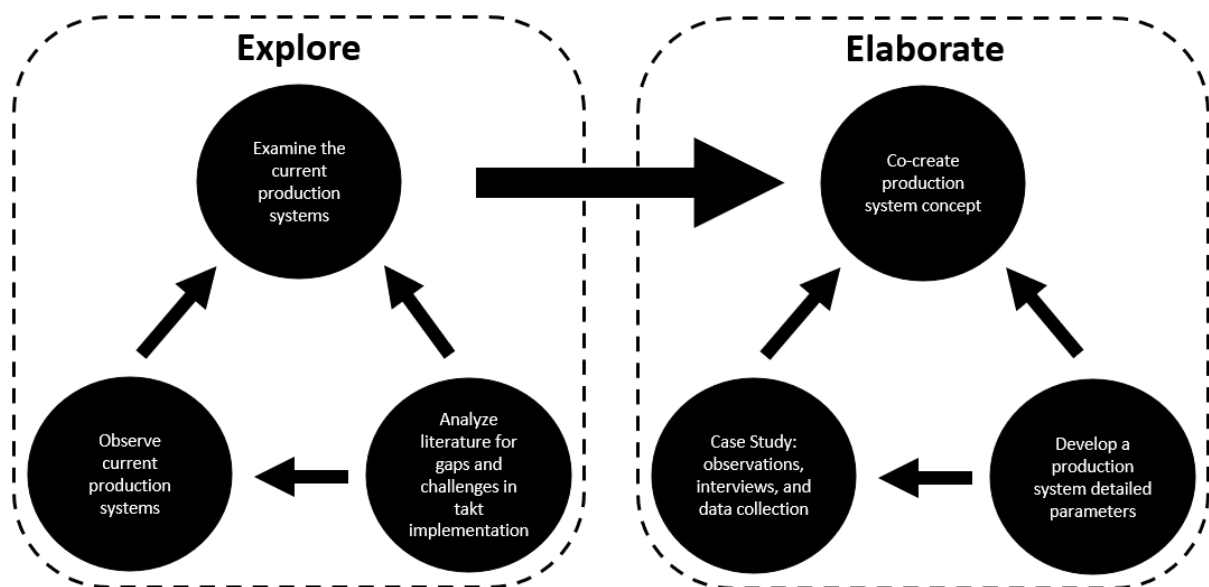 Explore
Examine the
current
production
systems
Observe
current
production
systems
Analyze
literature for
gaps and
challenges in
takt
implementation
Elaborate
Co-create
production
system concept
Case Study:
observations,
interviews, and
data collection
Develop a
production
system detailed
parameters